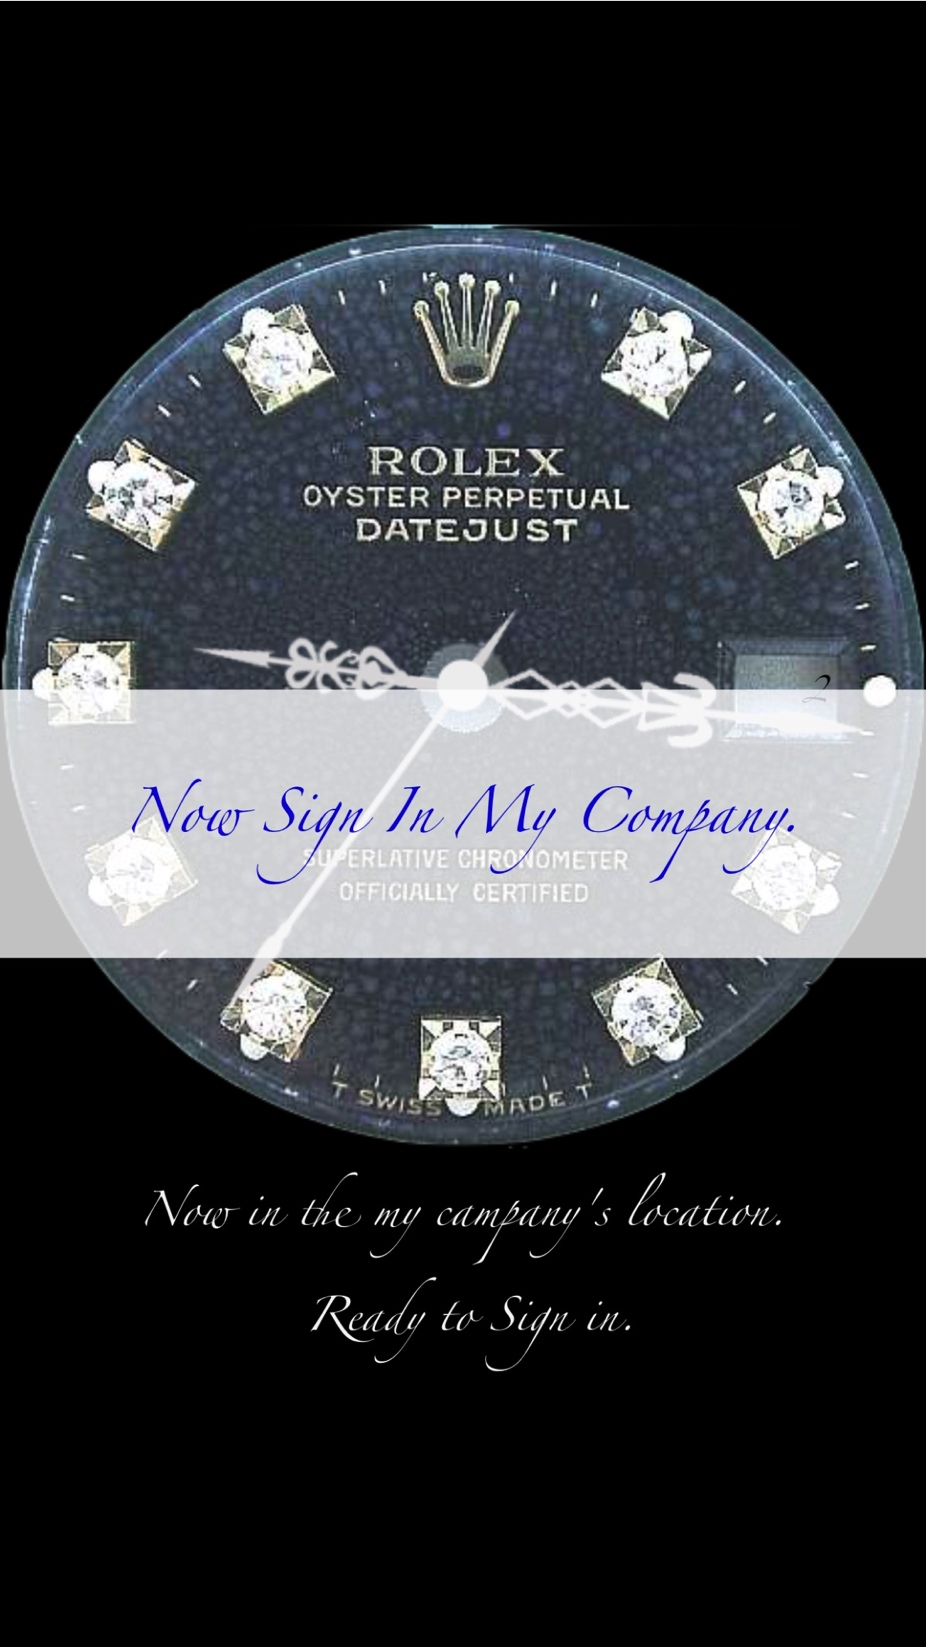 ROLEX
OYSTER PERPETUAL
DATEJUST
2
Now Sign In My Company.
SUPERLATIVE CHRONOMETER
OFFICIALLY CERTIFIED
T SWISS MADE T
Now in the my campany's location.
Ready to Sign in.